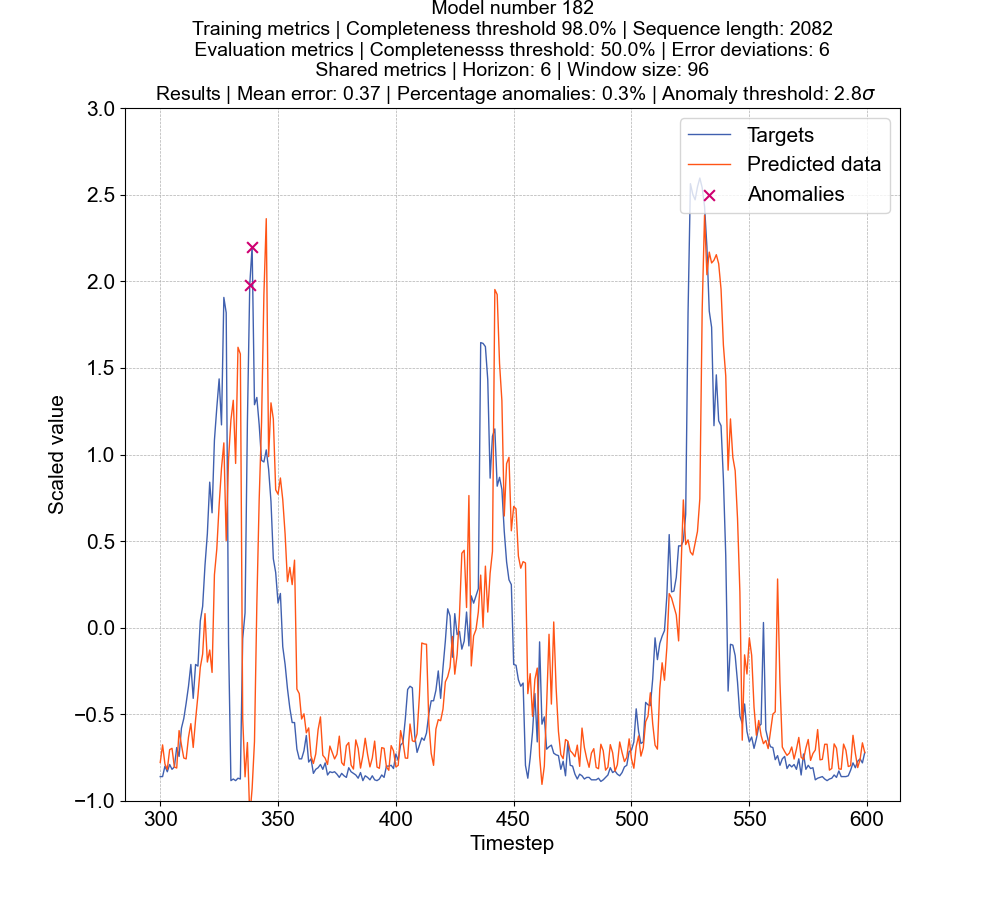 Model number 182
Training metrics | Completeness threshold 98.0% | Sequence length: 2082
Evaluation metrics | Completenesss threshold: 50.0% | Error deviations: 6
Shared metrics | Horizon: 6 | Window size: 96
Results | Mean error: 0.37 | Percentage anomalies: 0.3% | Anomaly threshold: 2.8σ
Targets
Predicted data
Anomalies
3.0
2.5
2.0
1.5
1.0
0.5
0.0
−0.5
−1.0
Scaled value
300
350
400
450
500
550
600
Timestep